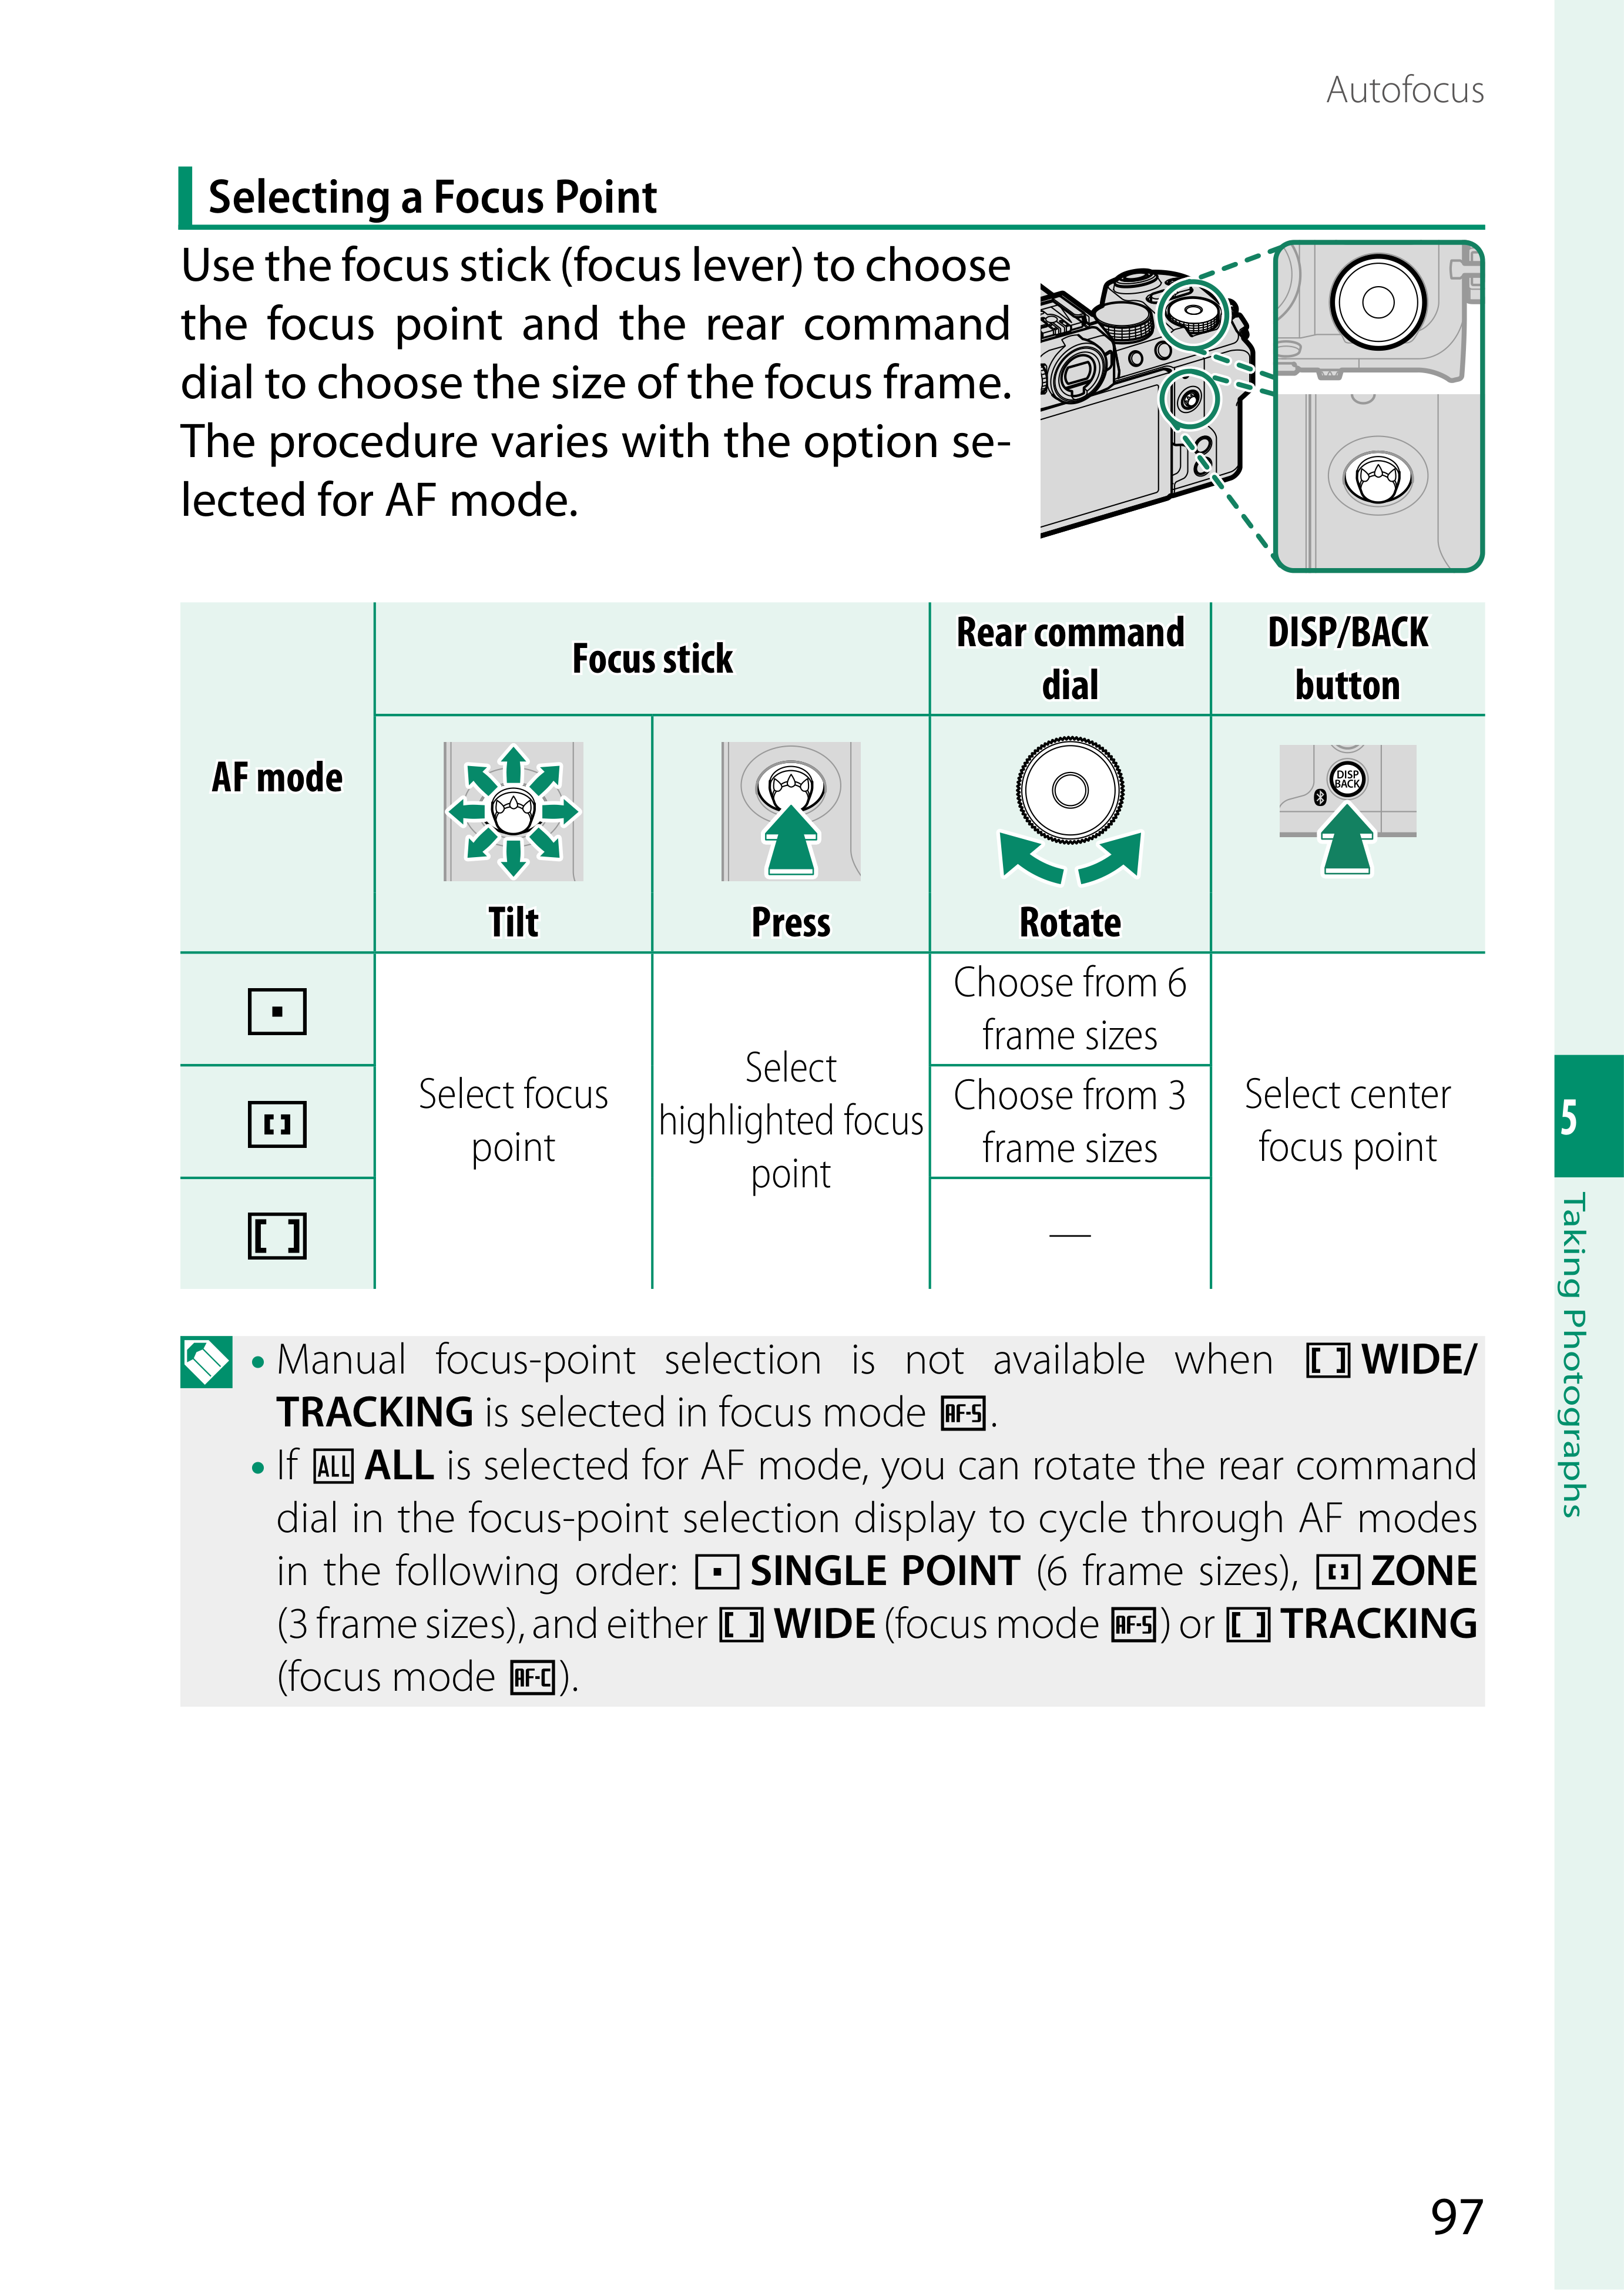 Autofocus
Selecting a Focus Point
Use the focus stick (focus lever) to choose
the focus point and the rear command
dial to choose the size of the focus frame.
The procedure varies with the option se-
lected for AF mode.
AF mode
Focus stick
Rear command
dial
DISP/BACK
button
DISP
BACK
Tilt
Press
Rotate
Select focus
point
Select
highlighted focus
point
Choose from 6
frame sizes
Choose from 3
frame sizes
—
Select center
focus point
• Manual focus-point selection is not available when WIDE/
TRACKING is selected in focus mode AF-S.
• If ALL ALL is selected for AF mode, you can rotate the rear command
dial in the focus-point selection display to cycle through AF modes
in the following order: SINGLE POINT (6 frame sizes), ZONE
(3 frame sizes), and either WIDE (focus mode AF-S) or TRACKING
(focus mode AF-C).
5
Taking Photographs
97